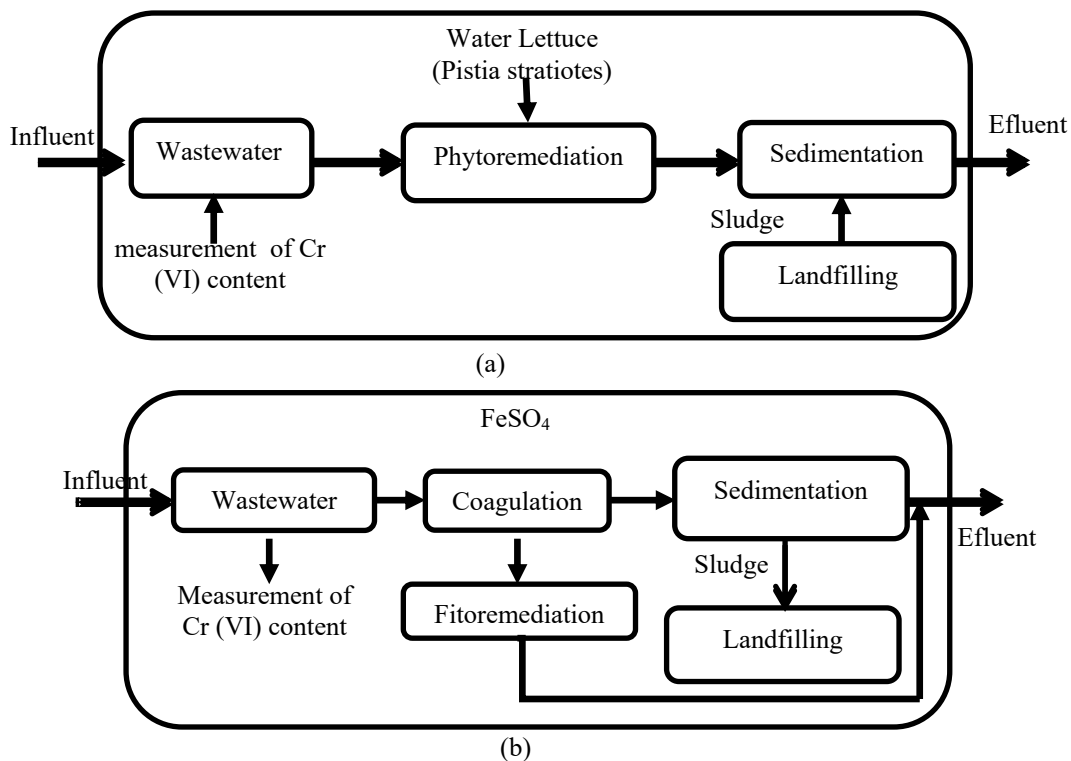 Water Lettuce
(Pistia stratiotes)
Influent
Wastewater
Phytoremediation
Sedimentation
Efluent
measurement of Cr
(VI) content
Sludge
Landfilling
(a)
FeSO₄
Influent
Wastewater
Coagulation
Sedimentation
Efluent
Measurement of
Cr (VI) content
Fitoremediation
Sludge
Landfilling
(b)